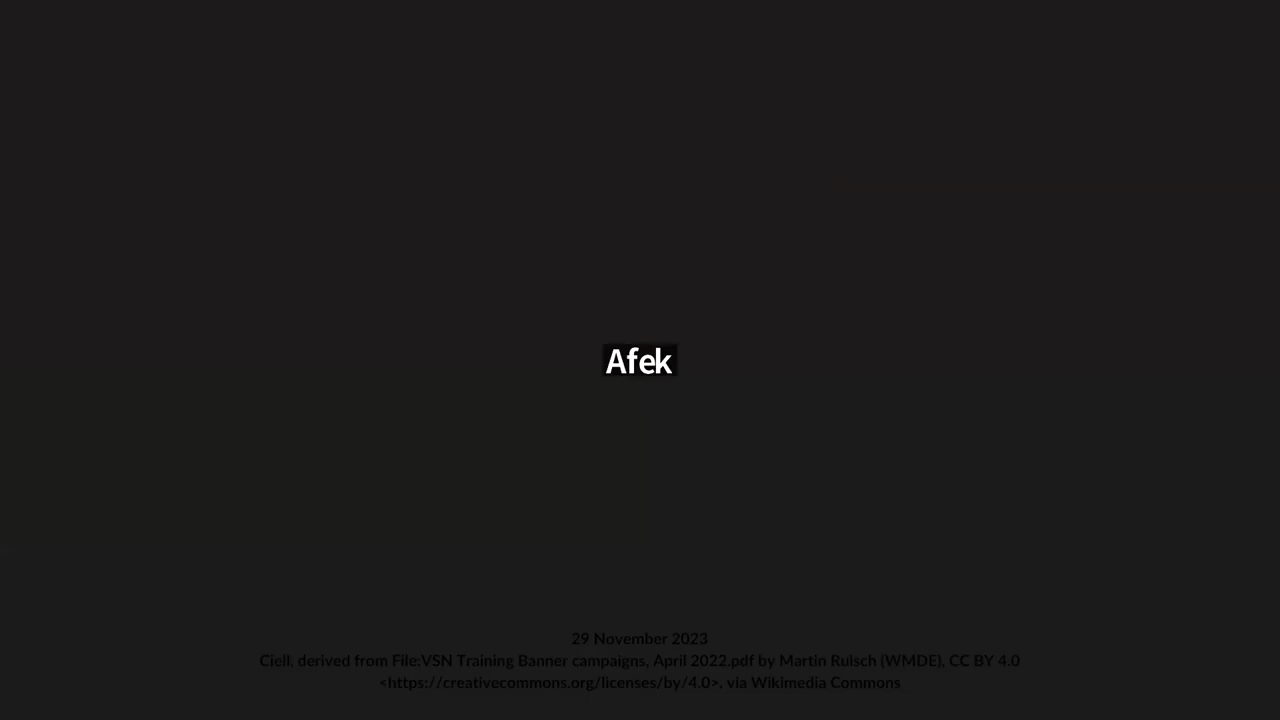 Afek
29 November 2023
Ciell, derived from File:VSN Training Banner campaigns, April 2022.pdf by Martin Rulsch (WMDE), CC BY 4.0
<https://creativecommons.org/licenses/by/4.0>, via Wikimedia Commons